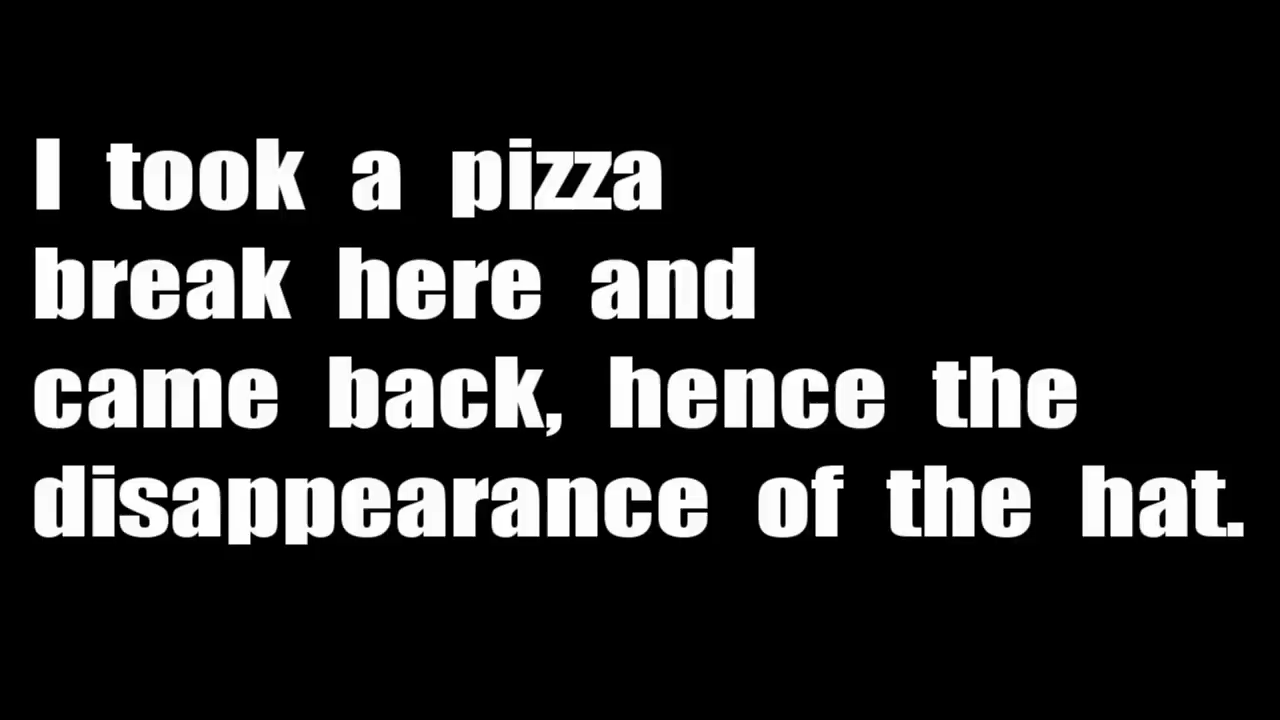 I took a pizza
break here and
came back, hence the
disappearance of the hat.